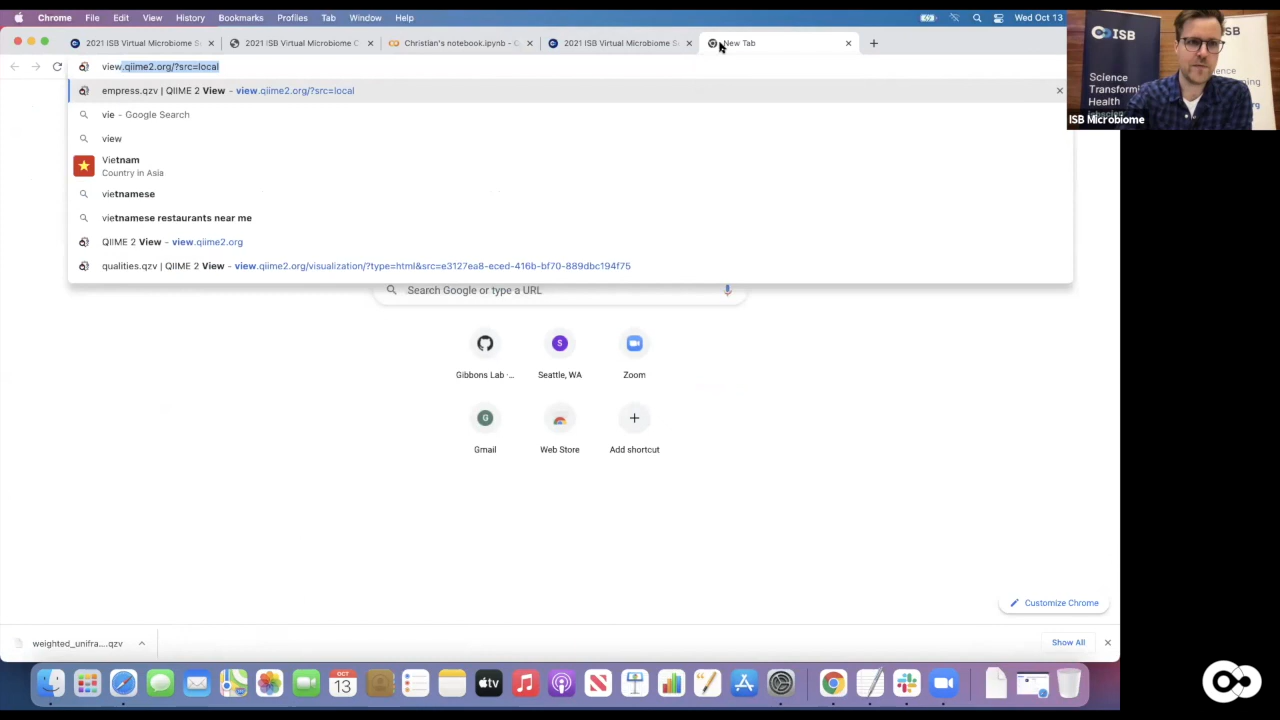 Chrome File Edit View History Bookmarks Profiles Tab Window Help Wed Oct 13
2021 ISB Virtual Microbiome S
2021 ISB Virtual Microbiome C
Christian's notebook.ipynb - C
2021 ISB Virtual Microbiome S
New Tab
view.qiime2.org/?src=local
empress.qzv | QIIME 2 View - view.qiime2.org/?src=local
vie - Google Search
view
Vietnam
Country in Asia
vietnamese
vietnamese restaurants near me
QIIME 2 View - view.qiime2.org
qualities.qzv | QIIME 2 View - view.qiime2.org/visualization/?type=html&src=e3127ea8-eced-416b-bf70-889dbc194f75
Search Google or type a URL
Gibbons Lab ·...
Seattle, WA
Zoom
Gmail
Web Store
Add shortcut
Customize Chrome
weighted_unifra....qzv
Show All
ISB
Science
Transforming
Health
ISB Microbiome
OCT
13